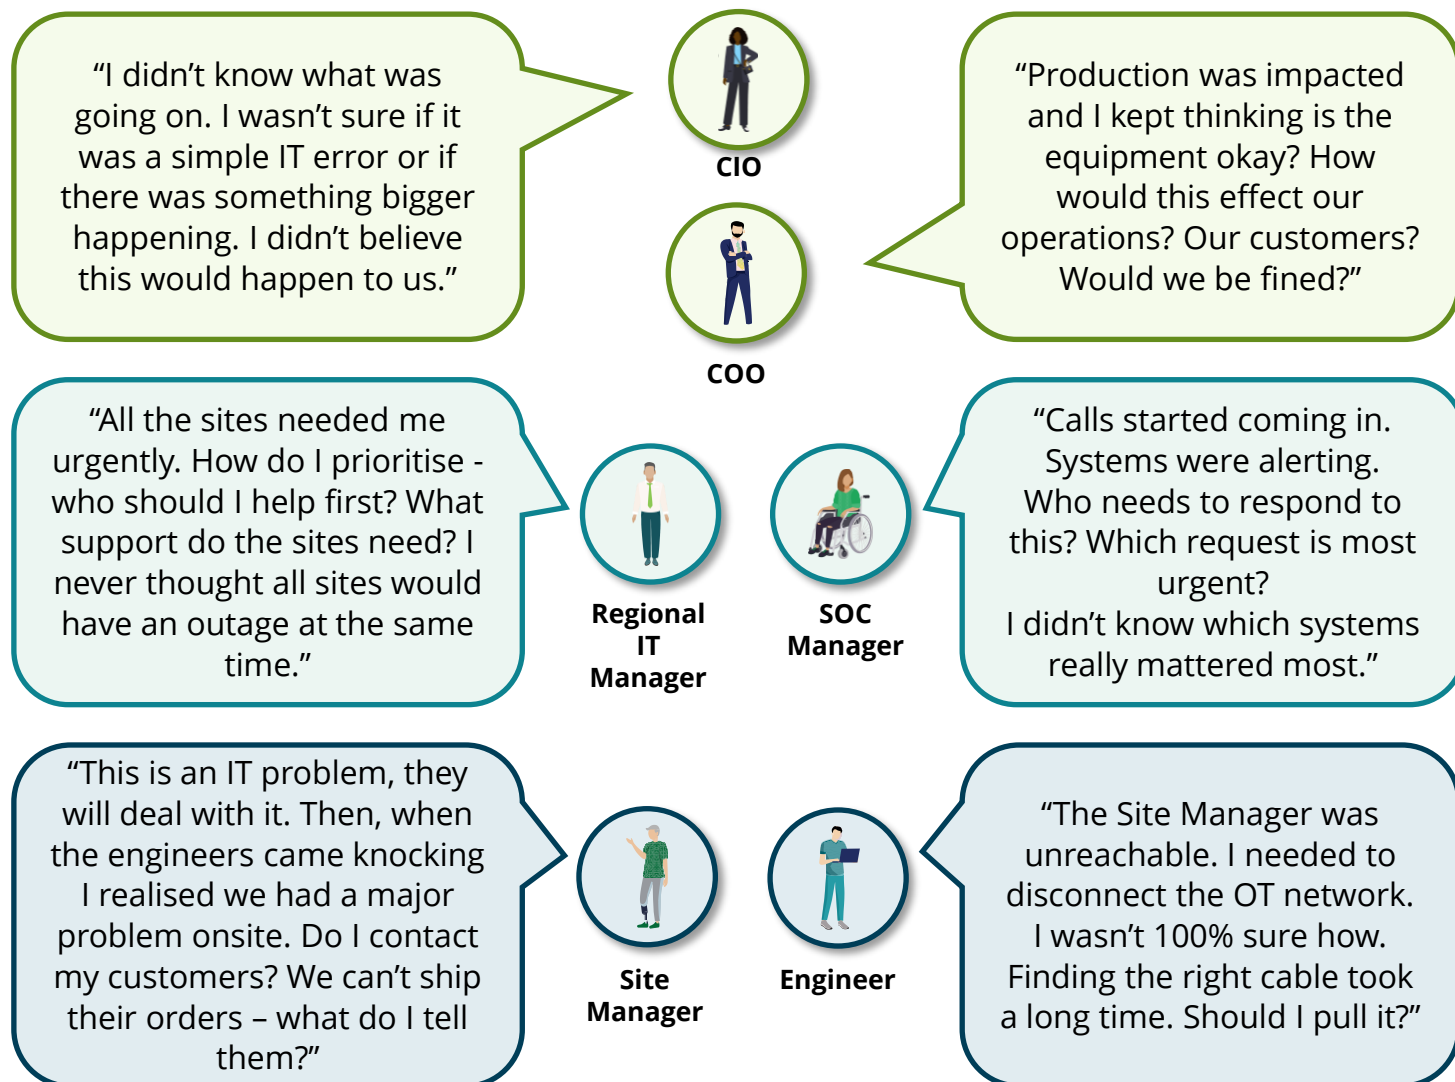 “I didn’t know what was
going on. I wasn’t sure if it
was a simple IT error or if
there was something bigger
happening. I didn’t believe
this would happen to us.”
CIO
“Production was impacted
and I kept thinking is the
equipment okay? How
would this effect our
operations? Our customers?
Would we be fined?”
COO
“All the sites needed me
urgently. How do I prioritise -
who should I help first? What
support do the sites need? I
never thought all sites would
have an outage at the same
time.”
Regional
IT
Manager
SOC
Manager
“Calls started coming in.
Systems were alerting.
Who needs to respond to
this? Which request is most
urgent?
I didn’t know which systems
really mattered most.”
“This is an IT problem, they
will deal with it. Then, when
the engineers came knocking
I realised we had a major
problem onsite. Do I contact
my customers? We can’t ship
their orders – what do I tell
them?”
Site
Manager
Engineer
“The Site Manager was
unreachable. I needed to
disconnect the OT network.
I wasn’t 100% sure how.
Finding the right cable took
a long time. Should I pull it?”